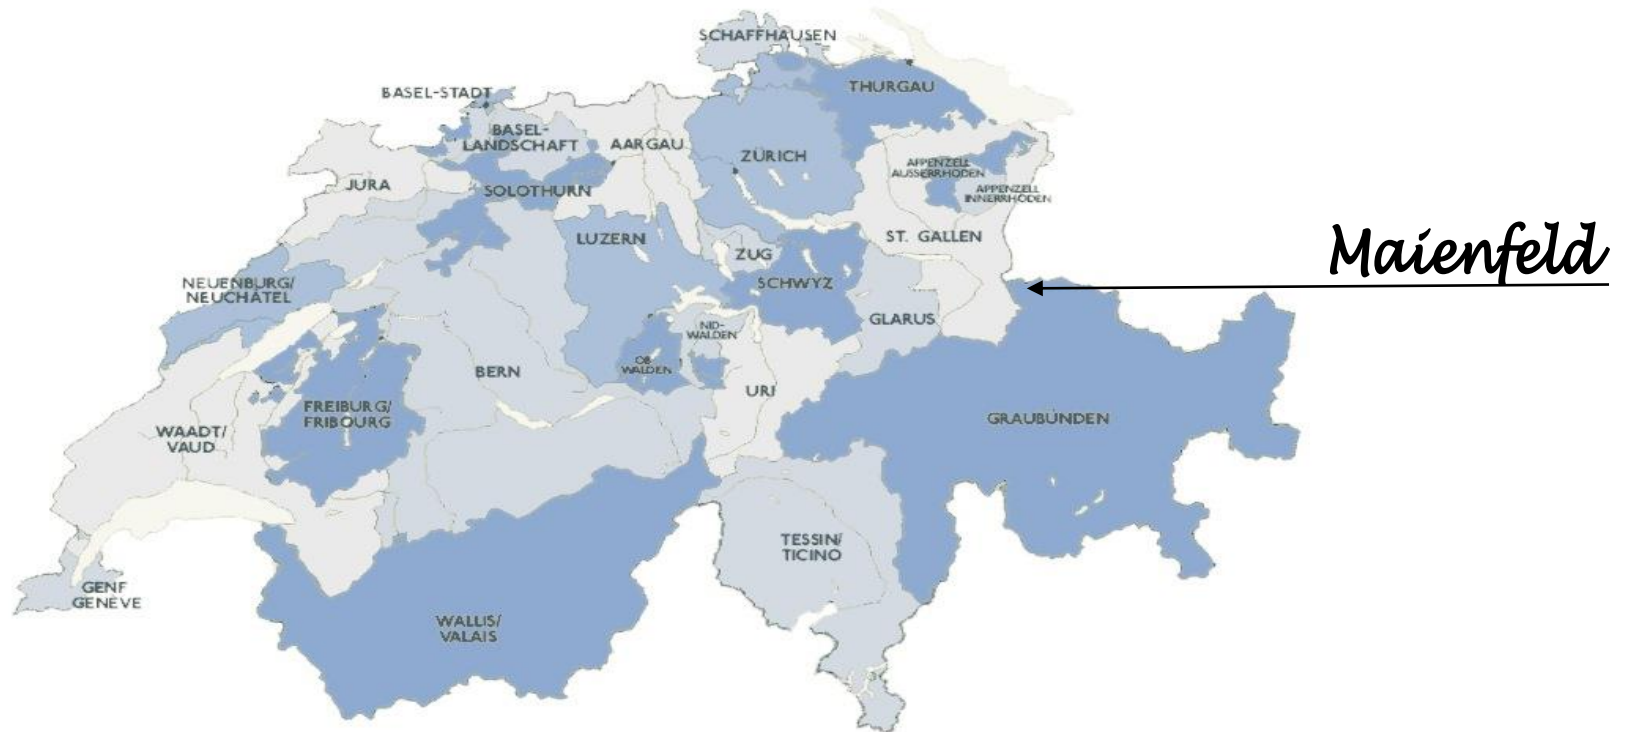 SCHAFFHAUSEN
THURGAU
BASEL-STADT
BASEL-
LANDSCHAFT
AARGAU
ZÜRICH
APPENZELL
AUSSERRHODEN
APPENZELL
INNERRHODEN
JURA
SOLOTHURN
LUZERN
ZUG
ST. GALLEN
Maienfeld
NEUENBURG/
NEUCHÂTEL
SCHWYZ
GLARUS
NID-
WALDEN
OB
WALDEN
BERN
URI
FREIBURG/
FRIBOURG
GRAUBÜNDEN
WAADT/
VAUD
TESSIN/
TICINO
GENF
GENÈVE
WALLIS/
VALAIS